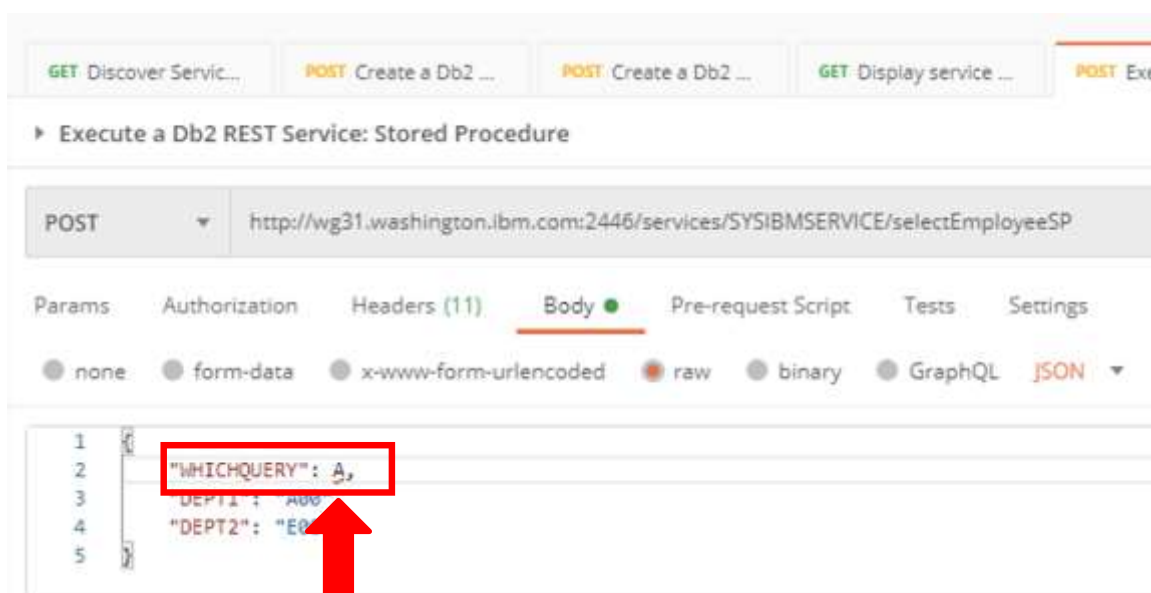 GET Discover Servic... POST Create a Db2 ... POST Create a Db2 ... GET Display service ... POST Exe
Execute a Db2 REST Service: Stored Procedure
POST http://wg31.washington.ibm.com:2446/services/SYSIBMSERVICE/selectEmployeeSP
Params Authorization Headers (11) Body Pre-request Script Tests Settings
none form-data x-www-form-urlencoded raw binary GraphQL JSON
1 {
2 "WHICHQUERY": A,
3 "DEPT1": "A00"
4 "DEPT2":
5 }